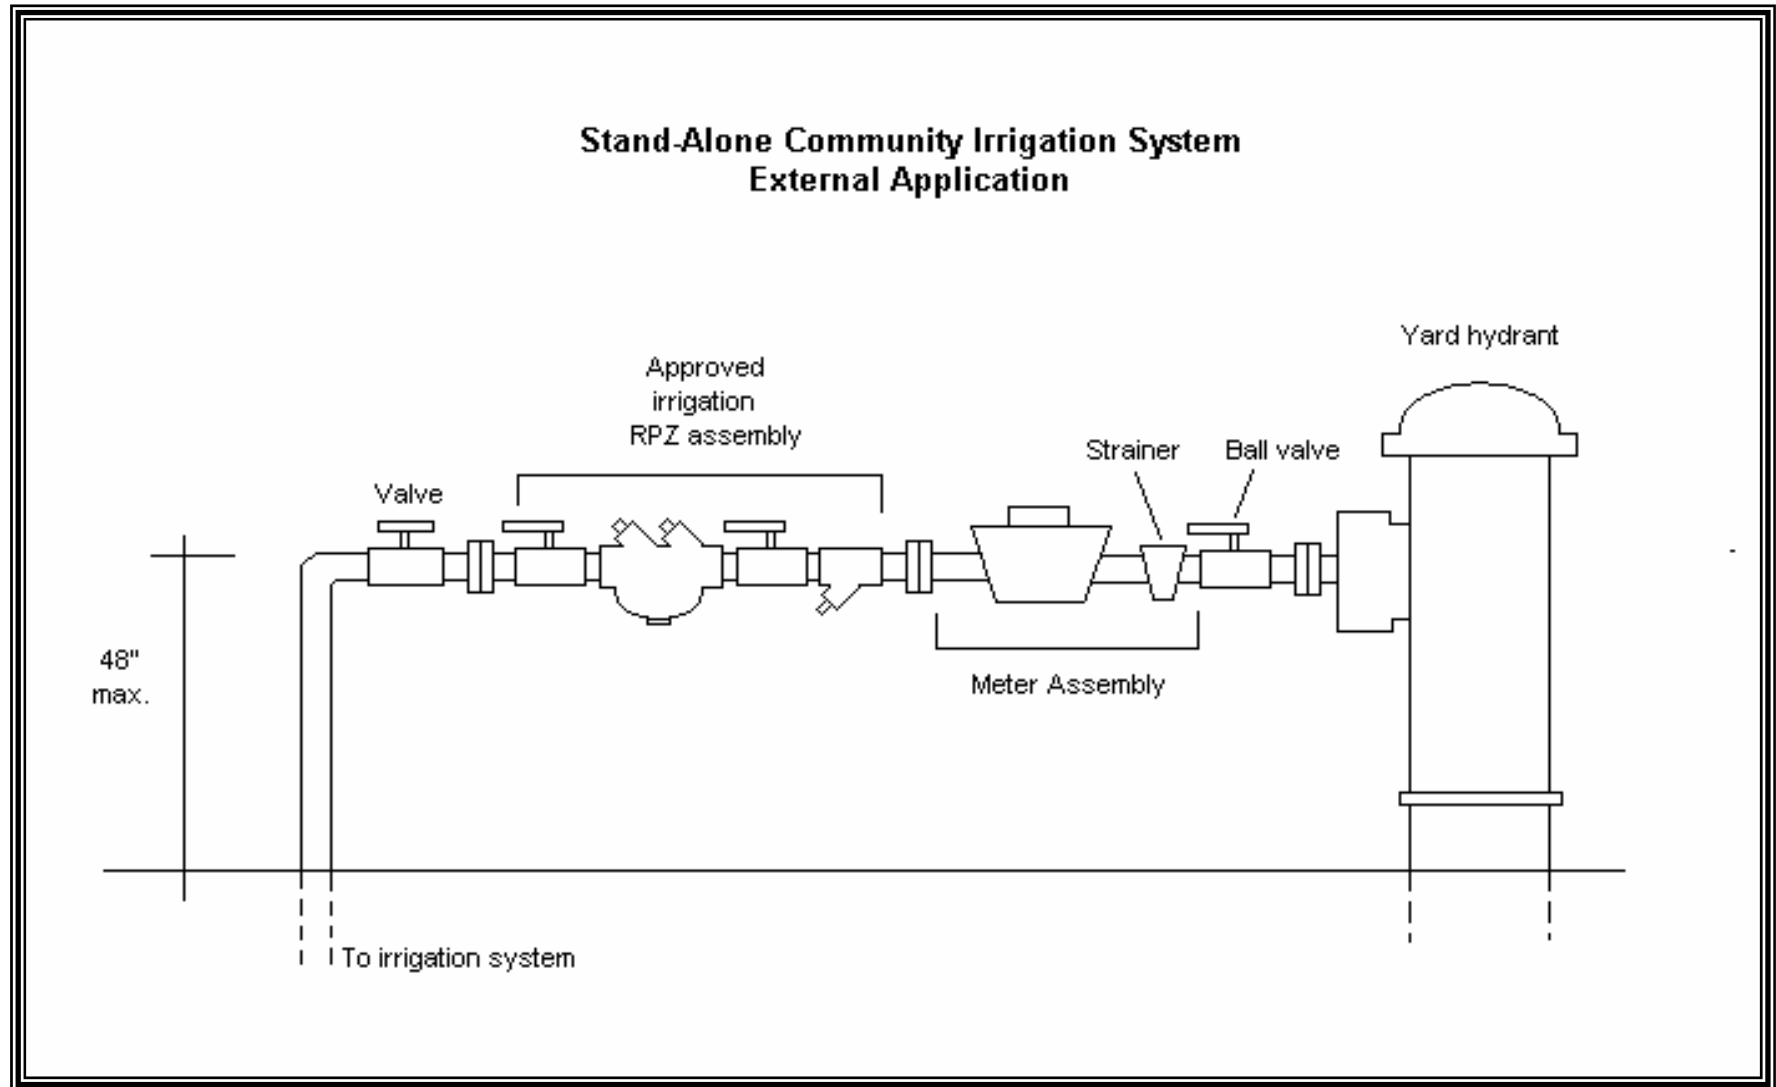 Stand-Alone Community Irrigation System
External Application
Yard hydrant
Approved
irrigation
RPZ assembly
Strainer
Ball valve
Valve
48"
max.
Meter Assembly
To irrigation system